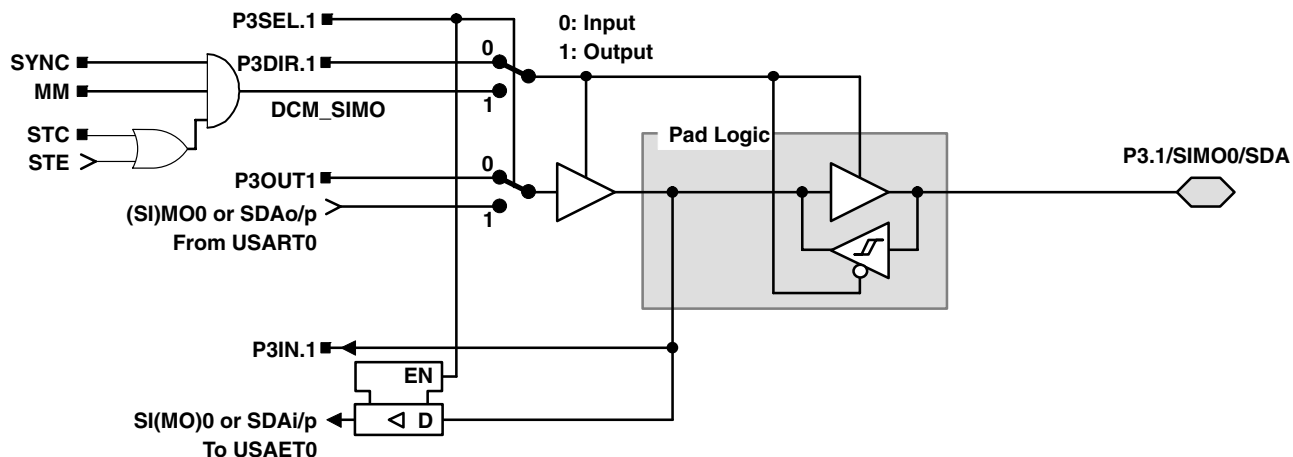 P3SEL.1
0: Input
1: Output
SYNC
P3DIR.1
0
MM
DCM_SIMO
1
STC
STE
Pad Logic
P3.1/SIMO0/SDA
0
P3OUT1
(SI)MO0 or SDAo/p
1
From USART0
P3IN.1
EN
SI(MO)0 or SDAi/p
D
To USAET0